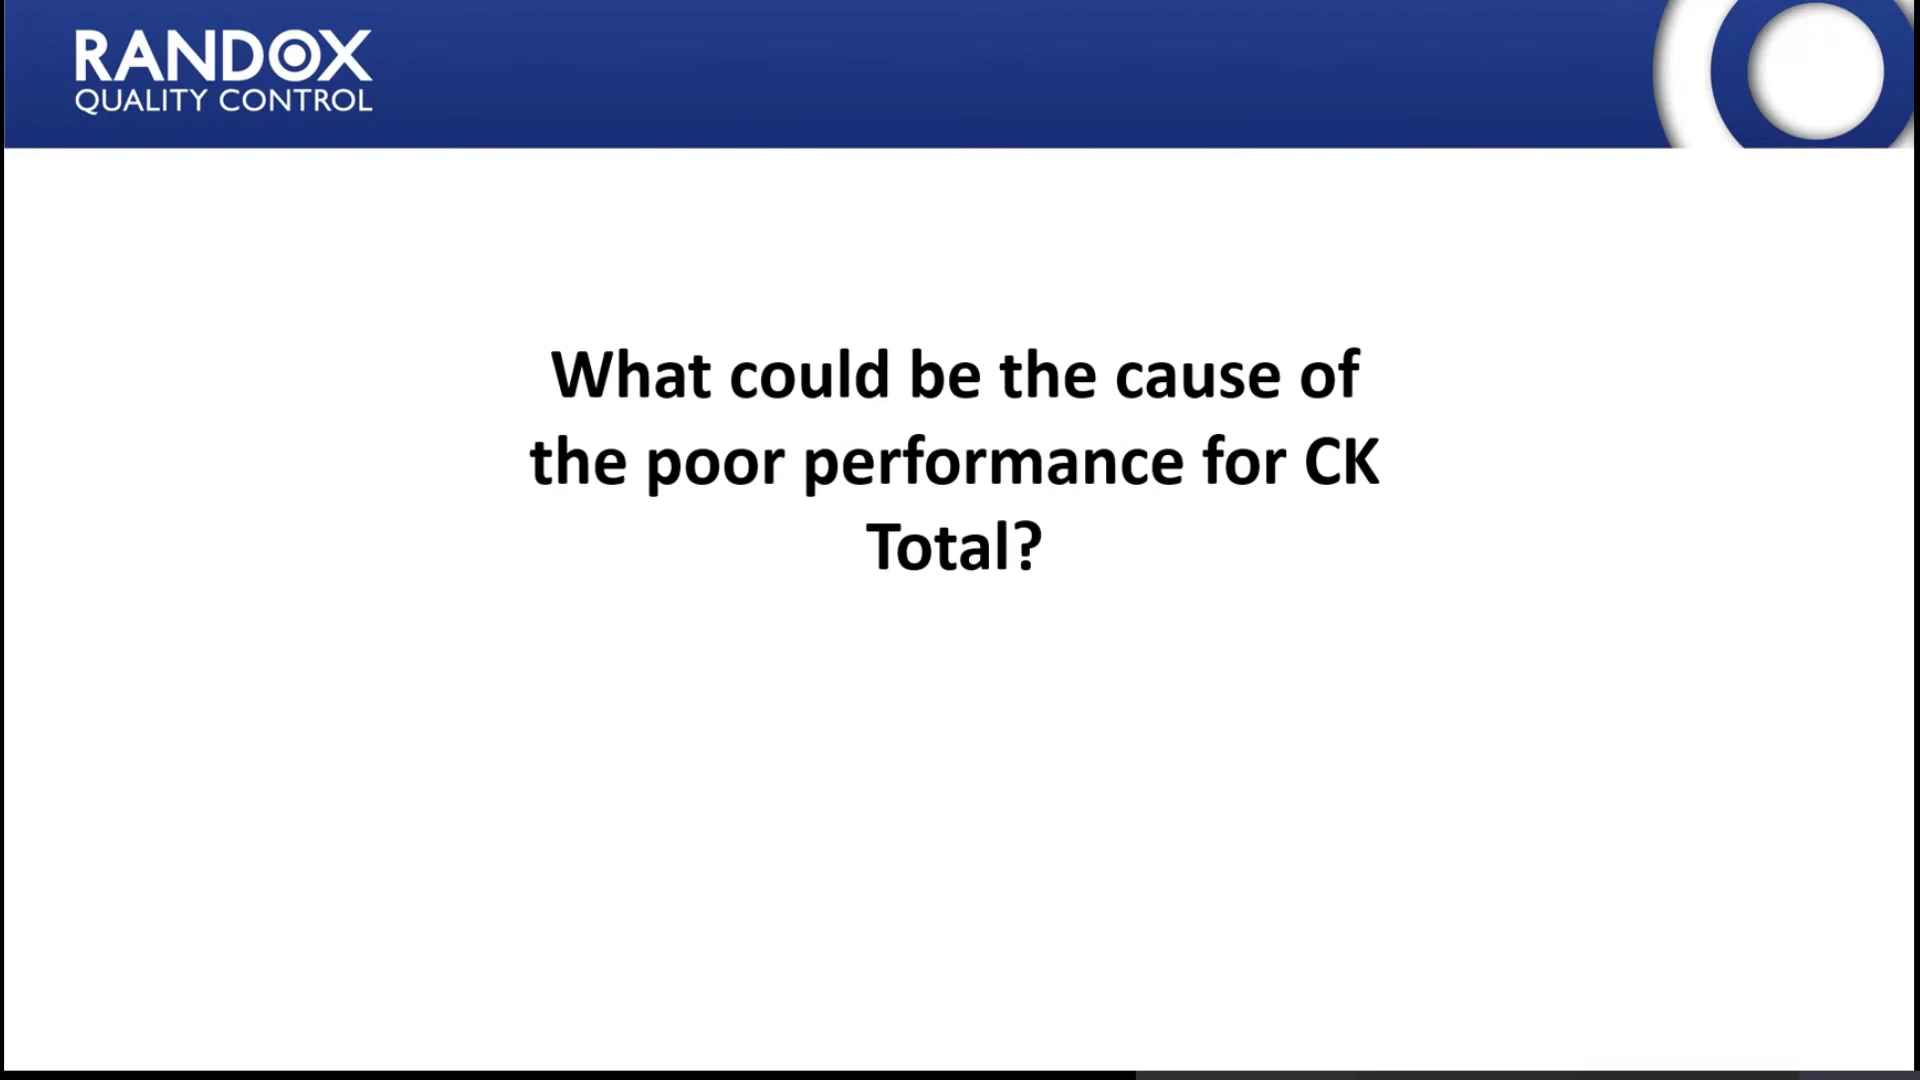 RANDOX
QUALITY CONTROL
What could be the cause of
the poor performance for CK
Total?